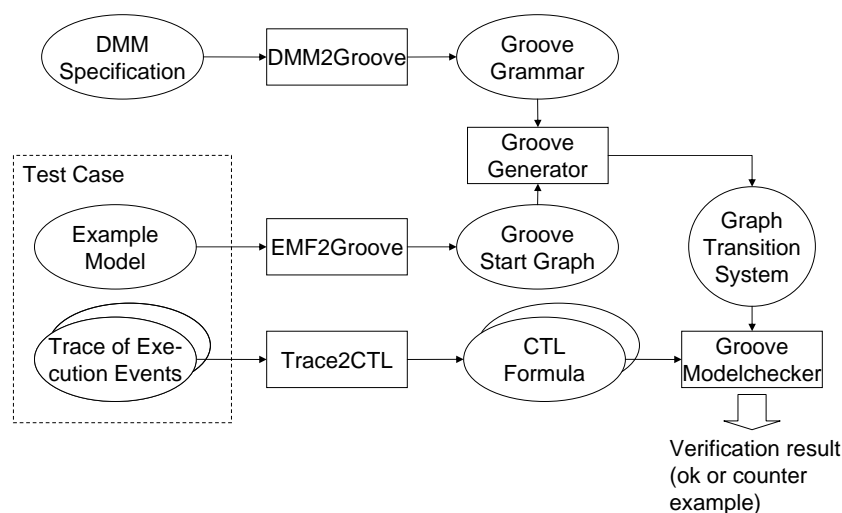 DMM
Specification
DMM2Groove
Groove
Grammar
Groove
Generator
Test Case
Example
Model
EMF2Groove
Groove
Start Graph
Graph
Transition
System
Trace of Exe-
cution Events
Trace2CTL
CTL
Formula
Groove
Modelchecker
Verification result
(ok or counter
example)